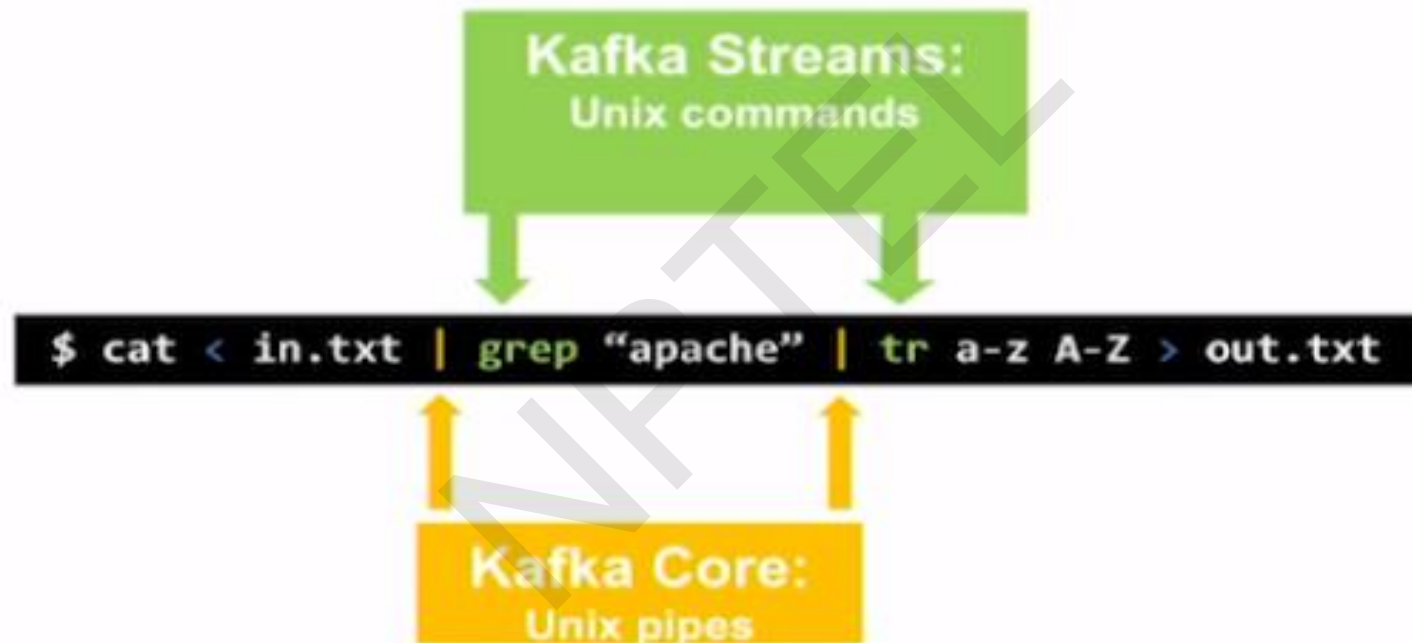 Kafka Streams:
Unix commands
$ cat < in.txt | grep “apache” | tr a-z A-Z > out.txt
Kafka Core:
Unix pipes
NPTEL